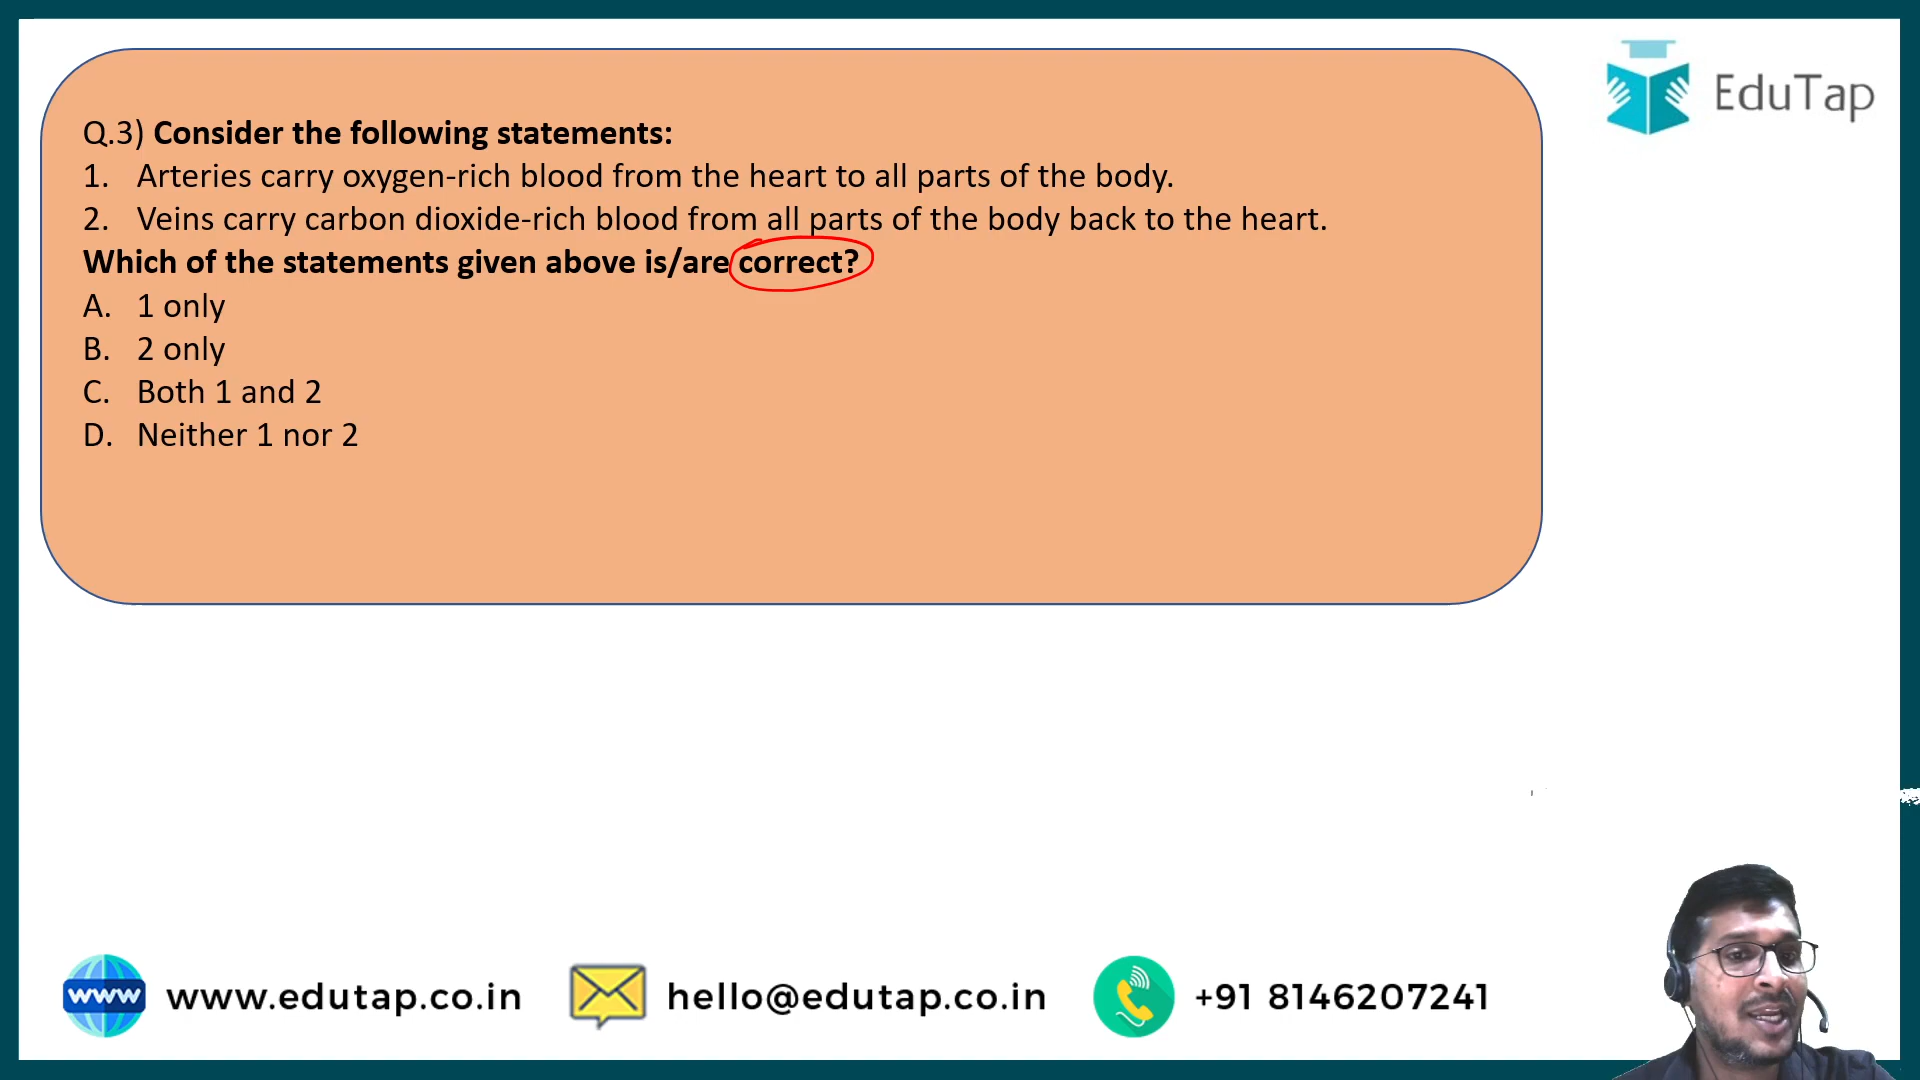 EduTap
Q.3) Consider the following statements:
1. Arteries carry oxygen-rich blood from the heart to all parts of the body.
2. Veins carry carbon dioxide-rich blood from all parts of the body back to the heart.
Which of the statements given above is/are correct?
A. 1 only
B. 2 only
C. Both 1 and 2
D. Neither 1 nor 2
www www.edutap.co.in hello@edutap.co.in +91 8146207241